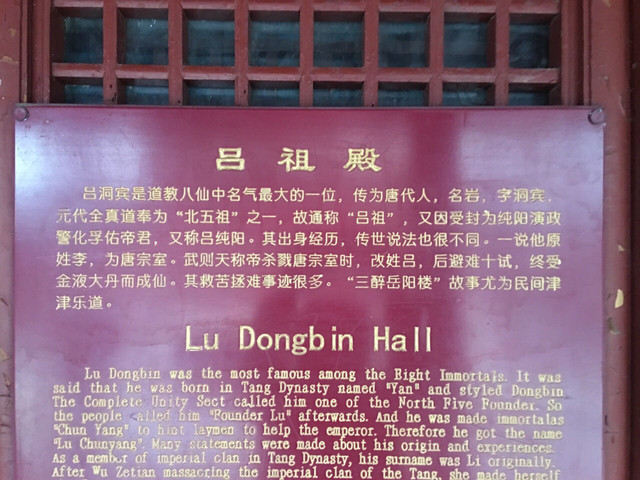 吕祖殿
吕洞宾是道教八仙中名气最大的一位，传为唐代人，名岩，字洞宾，
元代全真道奉为“北五祖”之一，故通称“吕祖”，又因受封为纯阳演政
警化孚佑帝君，又称吕纯阳。其出身经历，传世说法也很不同。一说他原
姓李，为唐宗室。武则天称帝杀戮唐宗室时，改姓吕，后避难十试，终受
金液大丹而成仙。其救苦拯难事迹很多。“三醉岳阳楼”故事尤为民间津
津乐道。
Lu Dongbin Hall
Lu Dongbin was the most famous among the Eight Immortals. It was
said that he was born in Tang Dynasty named "Yan" and styled Dongbin
The Complete Unity Sect called him one of the North Five Founder. So
the people called him "Founder Lu" afterwards. And he was made immortalas
"Chun Yang" to hint laymen to help the emperor. Therefore he got the name
"Lu Chunyang". Many statements were made about his origin and experiences.
As a member of imperial clan in Tang Dynasty, his surname was Li originally.
After Wu Zetian massacring the imperial clan of the Tang, she made herself